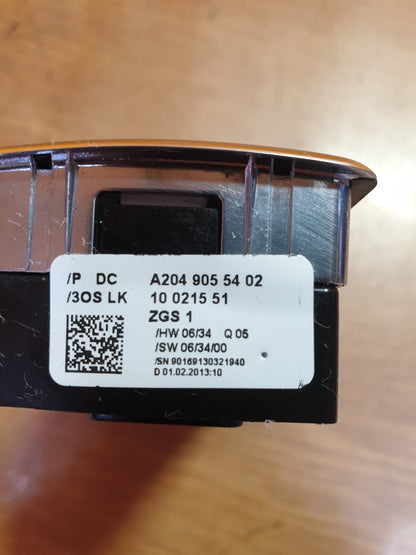 /P DC A204 905 54 02
/3OS LK 10 0215 51
ZGS 1
/HW 06/34 Q 05
/SW 06/34/00
/SN 90169130321940
D 01.02.2013:10